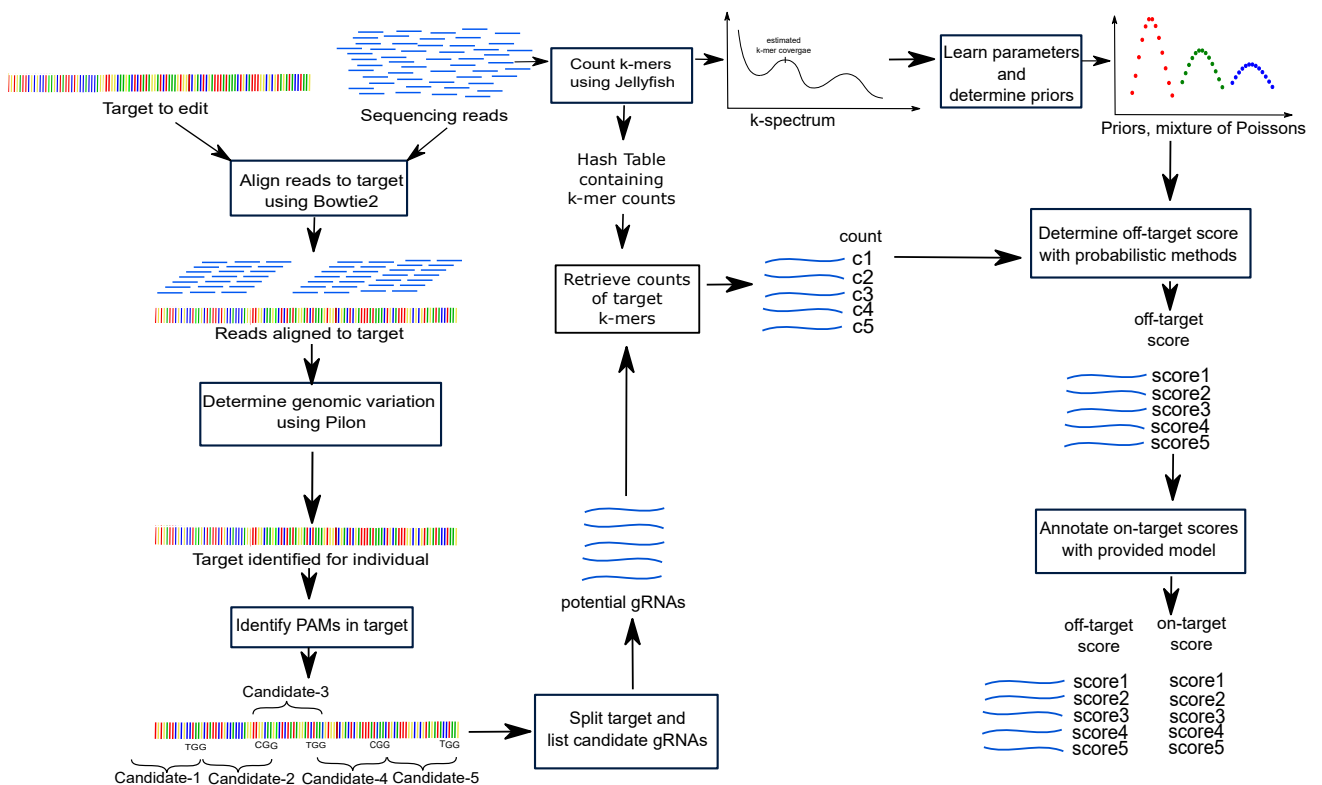 Target to edit
Sequencing reads
Align reads to target
using Bowtie2
Reads aligned to target
Determine genomic variation
using Pilon
Target identified for individual
Identify PAMs in target
Candidate-3
TGG
CGG
TGG
CGG
TGG
Candidate-1
Candidate-2
Candidate-4
Candidate-5
Split target and
list candidate gRNAs
potential gRNAs
Count k-mers
using Jellyfish
Hash Table
containing
k-mer counts
Retrieve counts
of target
k-mers
estimated
k-mer covergae
k-spectrum
Learn parameters
and
determine priors
Priors, mixture of Poissons
count
c1
c2
c3
c4
c5
Determine off-target score
with probabilistic methods
off-target
score
score1
score2
score3
score4
score5
Annotate on-target scores
with provided model
off-target
score
score1
score2
score3
score4
score5
on-target
score
score1
score2
score3
score4
score5